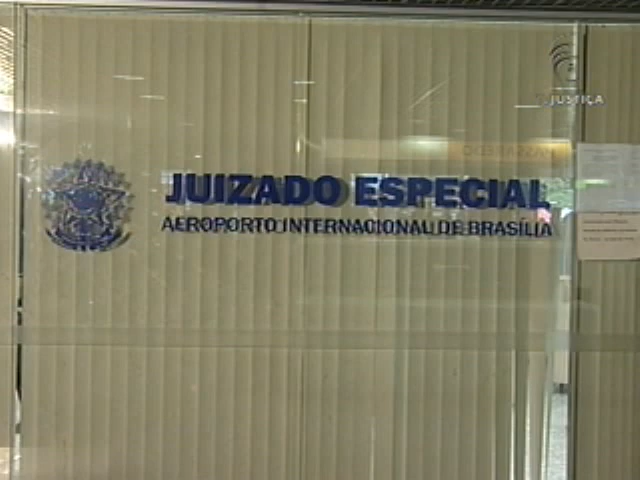 JUSTIÇA
JUIZADO ESPECIAL
AEROPORTO INTERNACIONAL DE BRASÍLIA